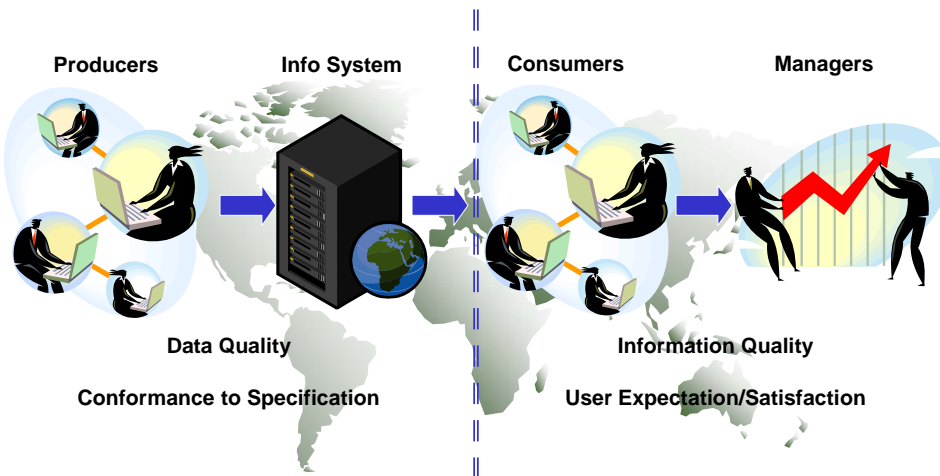 Producers
Info System
Consumers
Managers
Data Quality
Information Quality
Conformance to Specification
User Expectation/Satisfaction